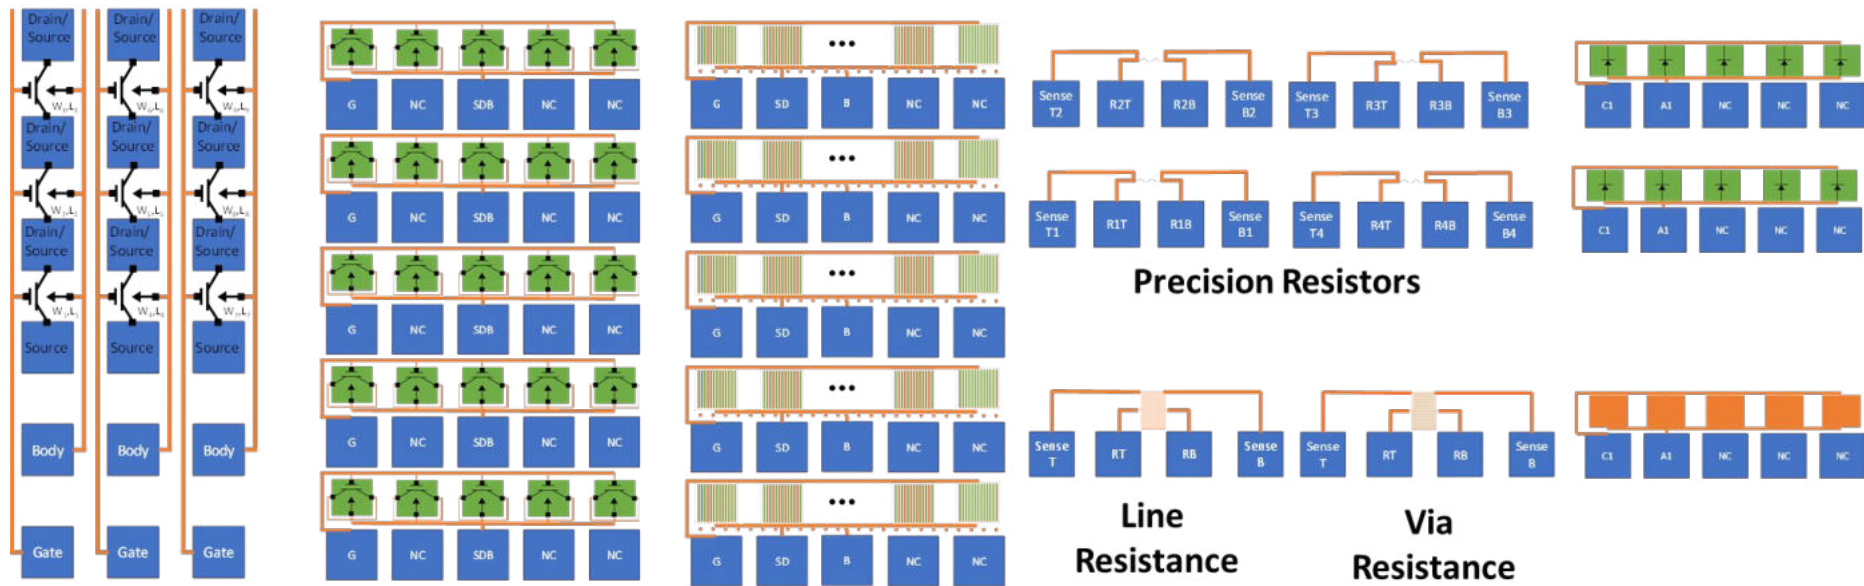 Drain/
Source
Drain/
Source
Drain/
Source
Drain/
Source
Drain/
Source
Drain/
Source
Drain/
Source
Drain/
Source
Drain/
Source
Source
Source
Source
Body
Body
Body
Gate
Gate
Gate
G NC SDB NC NC
G NC SDB NC NC
G NC SDB NC NC
G NC SDB NC NC
G NC SDB NC NC
G SD B NC NC
G SD B NC NC
G SD B NC NC
G SD B NC NC
G SD B NC NC
Sense
T2
R2T
R2B
Sense
B2
Sense
T3
R3T
R3B
Sense
B3
Sense
T1
R1T
R1B
Sense
B1
Sense
T4
R4T
R4B
Sense
B4
Precision Resistors
Sense
T
RT
RB
Sense
B
Sense
T
RT
RB
Sense
B
Line
Resistance
Via
Resistance
C1 A1 NC NC NC
C1 A1 NC NC NC
C1 A1 NC NC NC